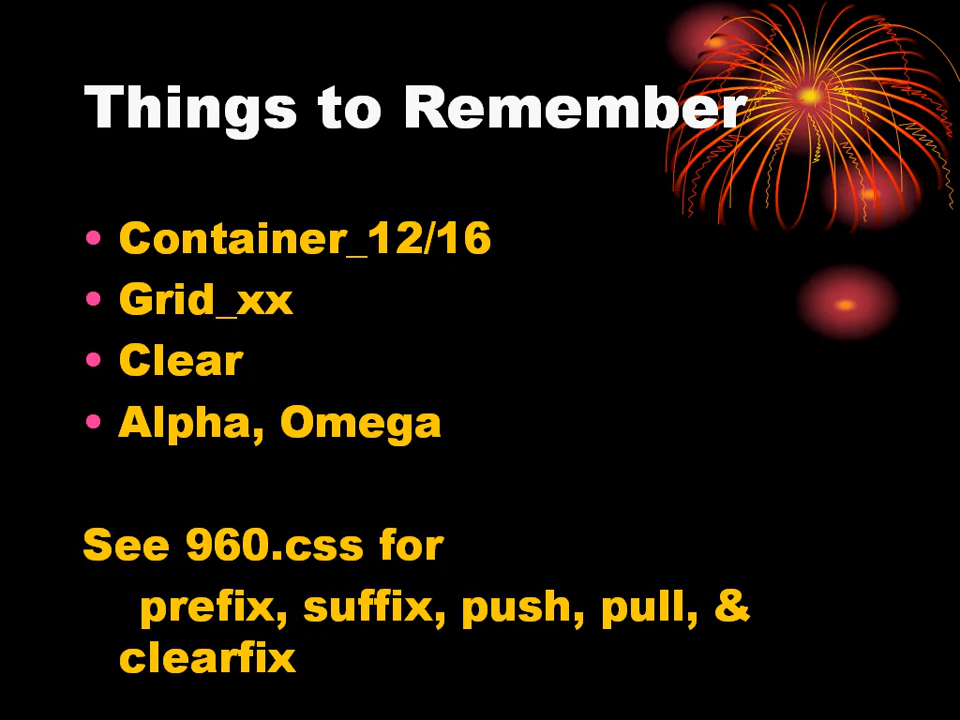 Things to Remember
• Container_12/16
• Grid_xx
• Clear
• Alpha, Omega
See 960.css for
prefix, suffix, push, pull, &
clearfix